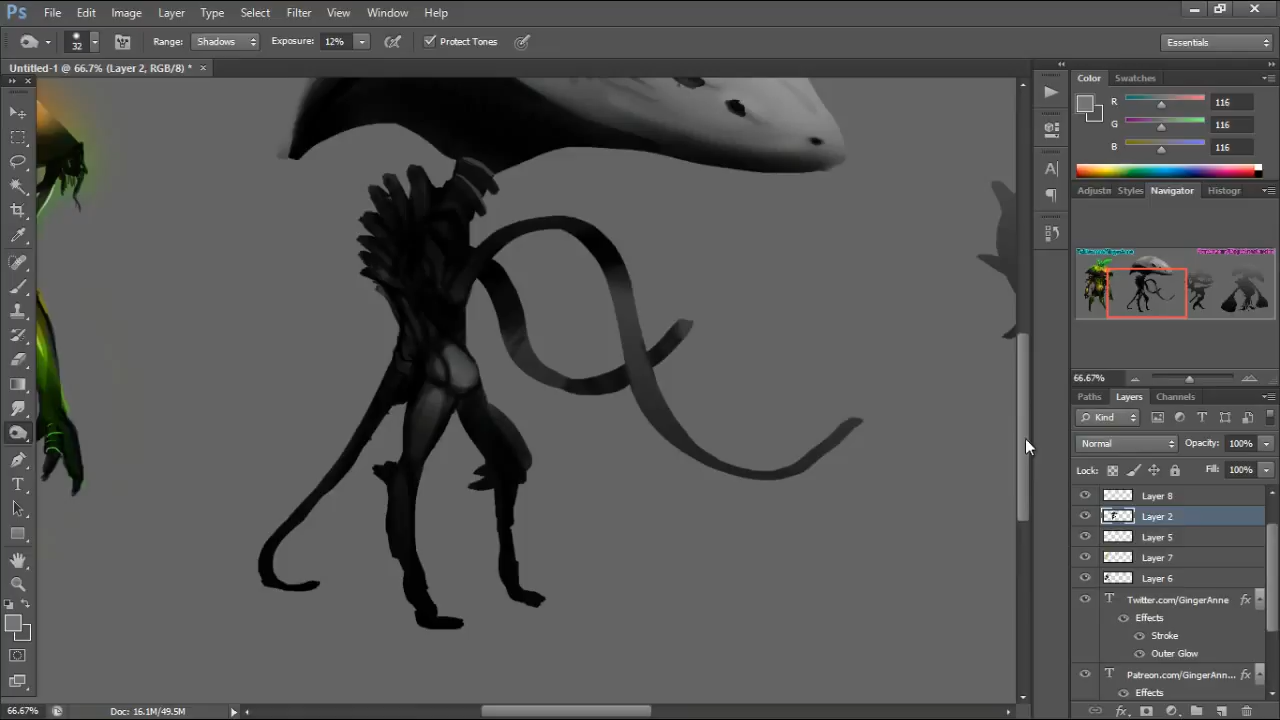 Ps File Edit Image Layer Type Select Filter View Window Help
32 Range: Shadows Exposure: 12% Protect Tones Essentials
Untitled-1 @ 66.7% (Layer 2, RGB/8) * ×
Color Swatches
R 116
G 116
B 116
Adjustm Styles Navigator Histogr
66.67%
Paths Layers Channels
Kind
Normal Opacity: 100%
Lock: Fill: 100%
Layer 8
Layer 2
Layer 5
Layer 7
Layer 6
Twitter.com/GingerAnne fx
Effects
Stroke
Outer Glow
Patreon.com/GingerAnn... fx
Effects
66.67% Doc: 16.1M/49.5M